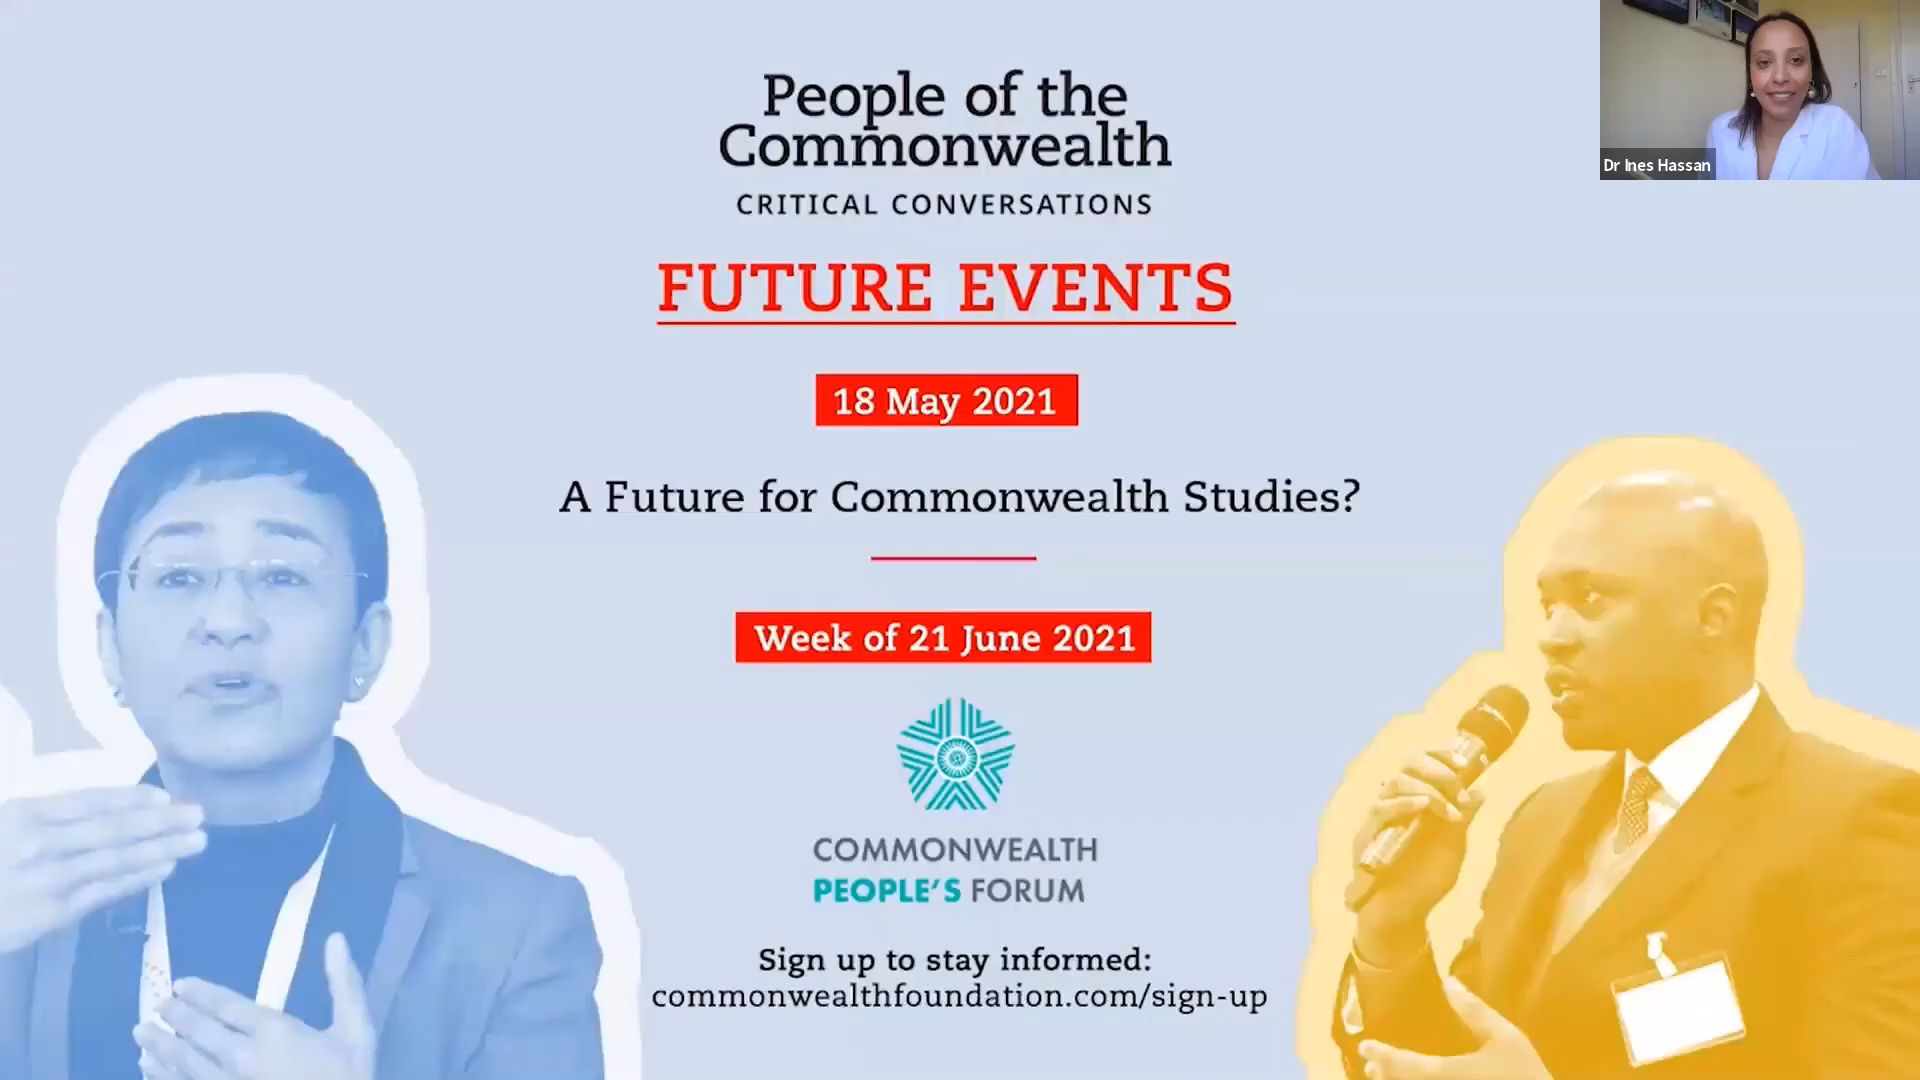 People of the
Commonwealth
CRITICAL CONVERSATIONS
FUTURE EVENTS
18 May 2021
A Future for Commonwealth Studies?
Week of 21 June 2021
COMMONWEALTH
PEOPLE'S FORUM
Sign up to stay informed:
commonwealthfoundation.com/sign-up
Dr Ines Hassan